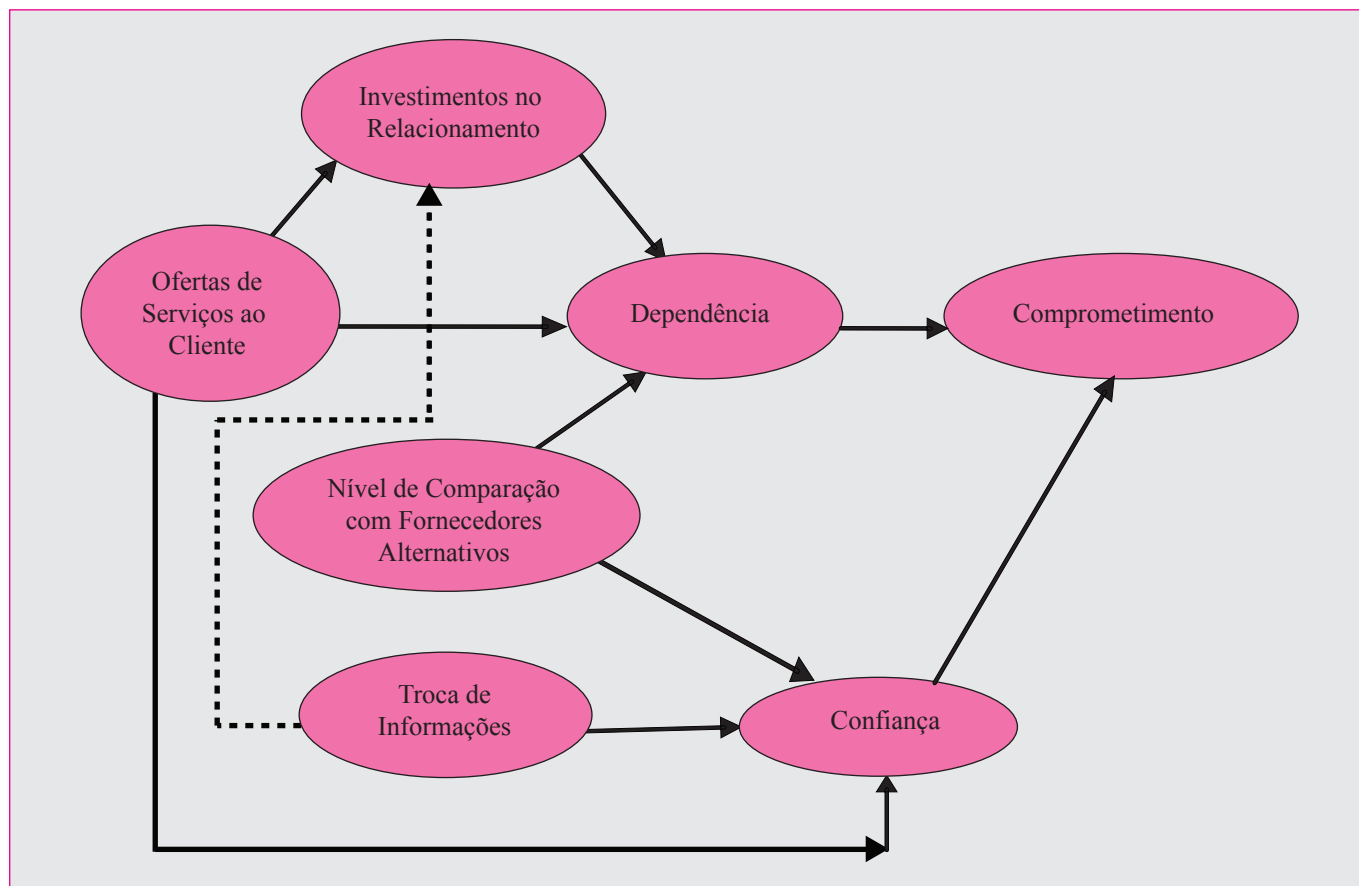 Investimentos no
Relacionamento
Ofertas de
Serviços ao
Cliente
Dependência
Comprometimento
Nível de Comparação
com Fornecedores
Alternativos
Troca de
Informações
Confiança